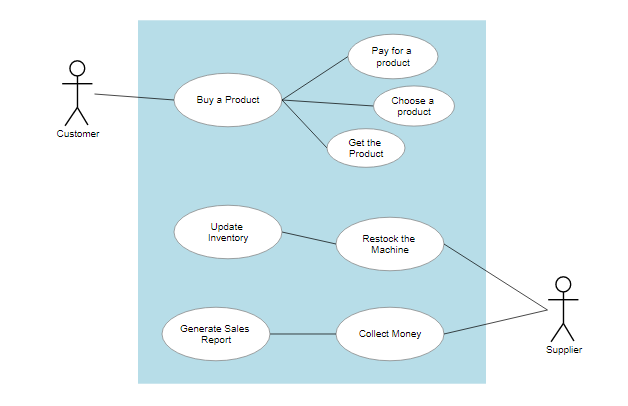 Pay for a
product
Buy a Product
Choose a
product
Customer
Get the
Product
Update
Inventory
Restock the
Machine
Generate Sales
Report
Collect Money
Supplier